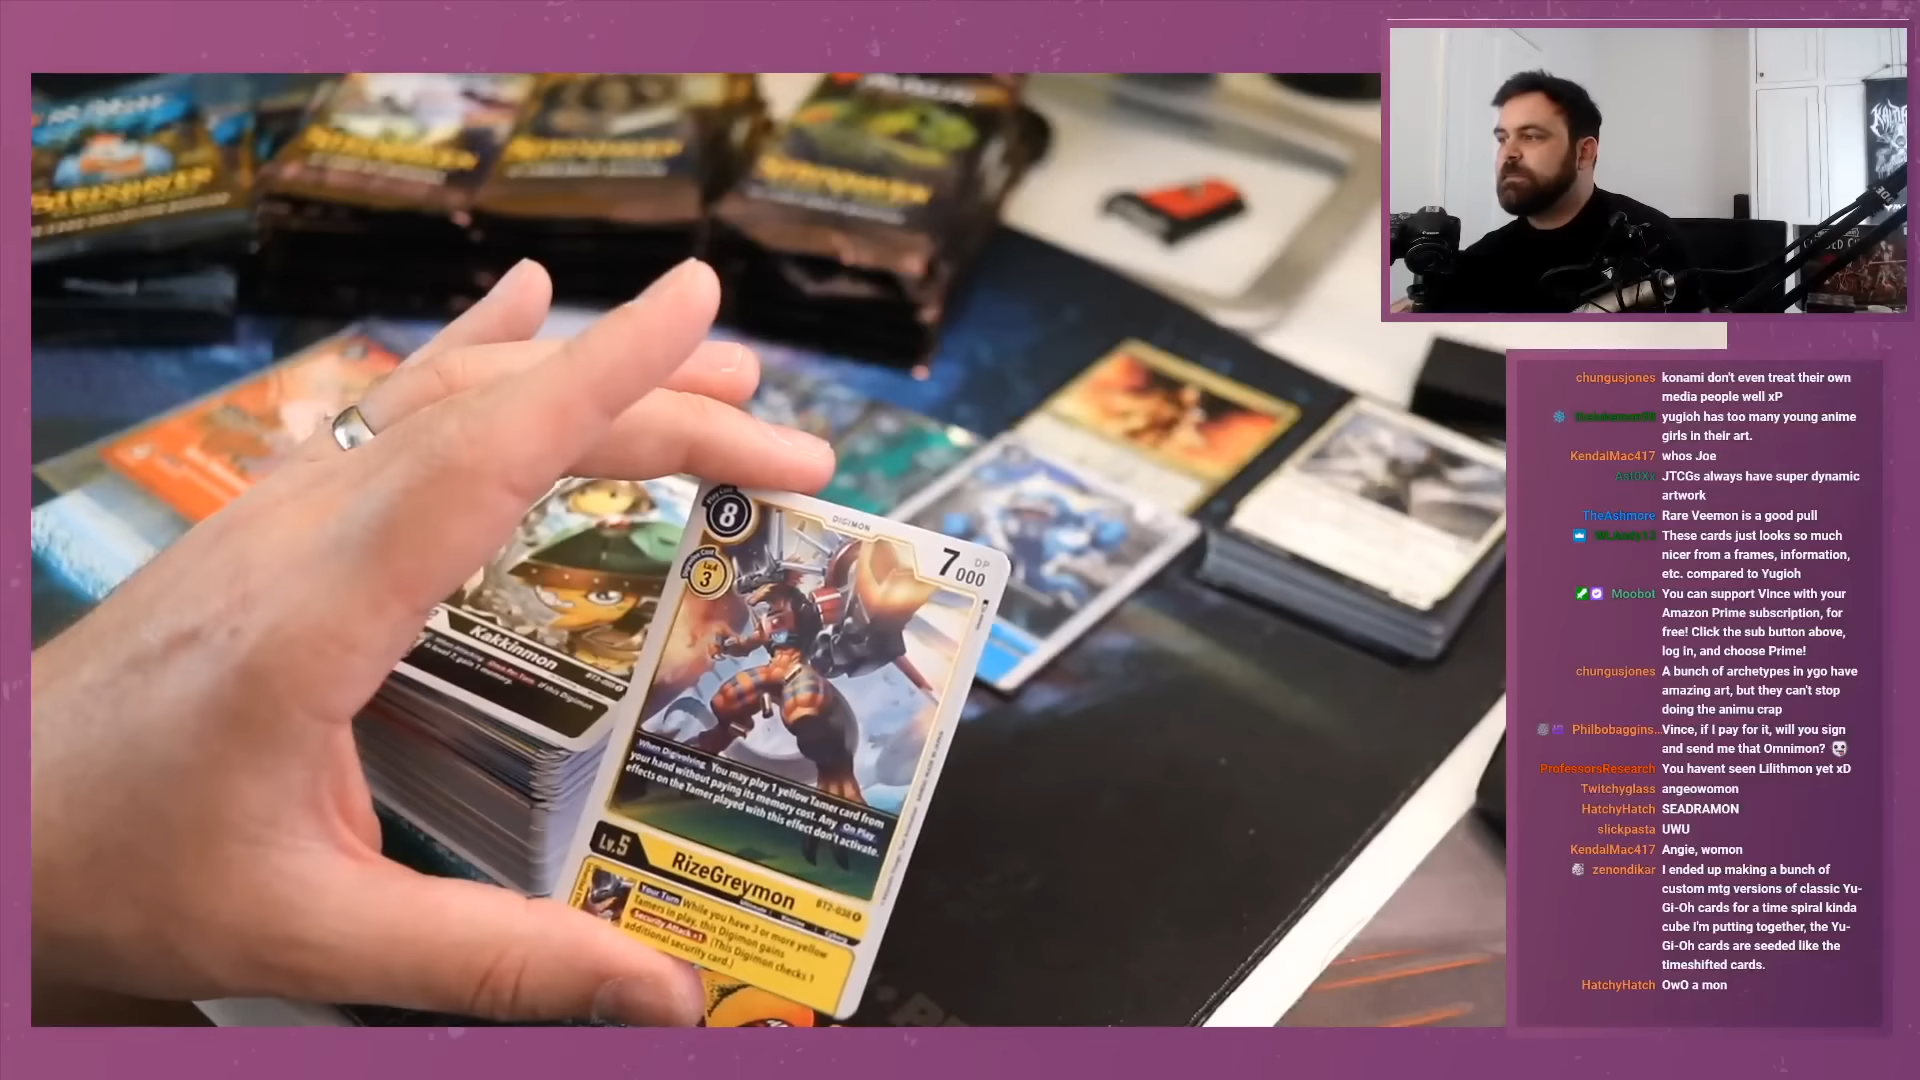 STRIXHAVEN
8
DIGIMON
7000
DP
Lv.4
3
Kakkinmon
When Digivolving You may play 1 yellow Tamer card from
your hand without paying its memory cost. Any On Play
effects on the Tamer played with this effect don't activate.
Lv.5
RizeGreymon
BT2-038
Your Turn While you have 3 or more yellow
Tamers in play, this Digimon gains
Security Attack +1 (This Digimon checks 1
additional security card.)
chungusjones konami don't even treat their own
media people well xP
yugioh has too many young anime
girls in their art.
KendalMac417 whos Joe
JTCGs always have super dynamic
artwork
TheAshmore Rare Veemon is a good pull
These cards just looks so much
nicer from a frames, information,
etc. compared to Yugioh
Moobot You can support Vince with your
Amazon Prime subscription, for
free! Click the sub button above,
log in, and choose Prime!
chungusjones A bunch of archetypes in ygo have
amazing art, but they can't stop
doing the animu crap
Philbobaggins... Vince, if I pay for it, will you sign
and send me that Omnimon?
ProfessorsResearch You havent seen Lilithmon yet xD
Twitchyglass angeowomon
HatchyHatch SEADRAMON
slickpasta UWU
KendalMac417 Angie, womon
zenondikar I ended up making a bunch of
custom mtg versions of classic Yu-
Gi-Oh cards for a time spiral kinda
cube I'm putting together, the Yu-
Gi-Oh cards are seeded like the
timeshifted cards.
HatchyHatch OwO a mon